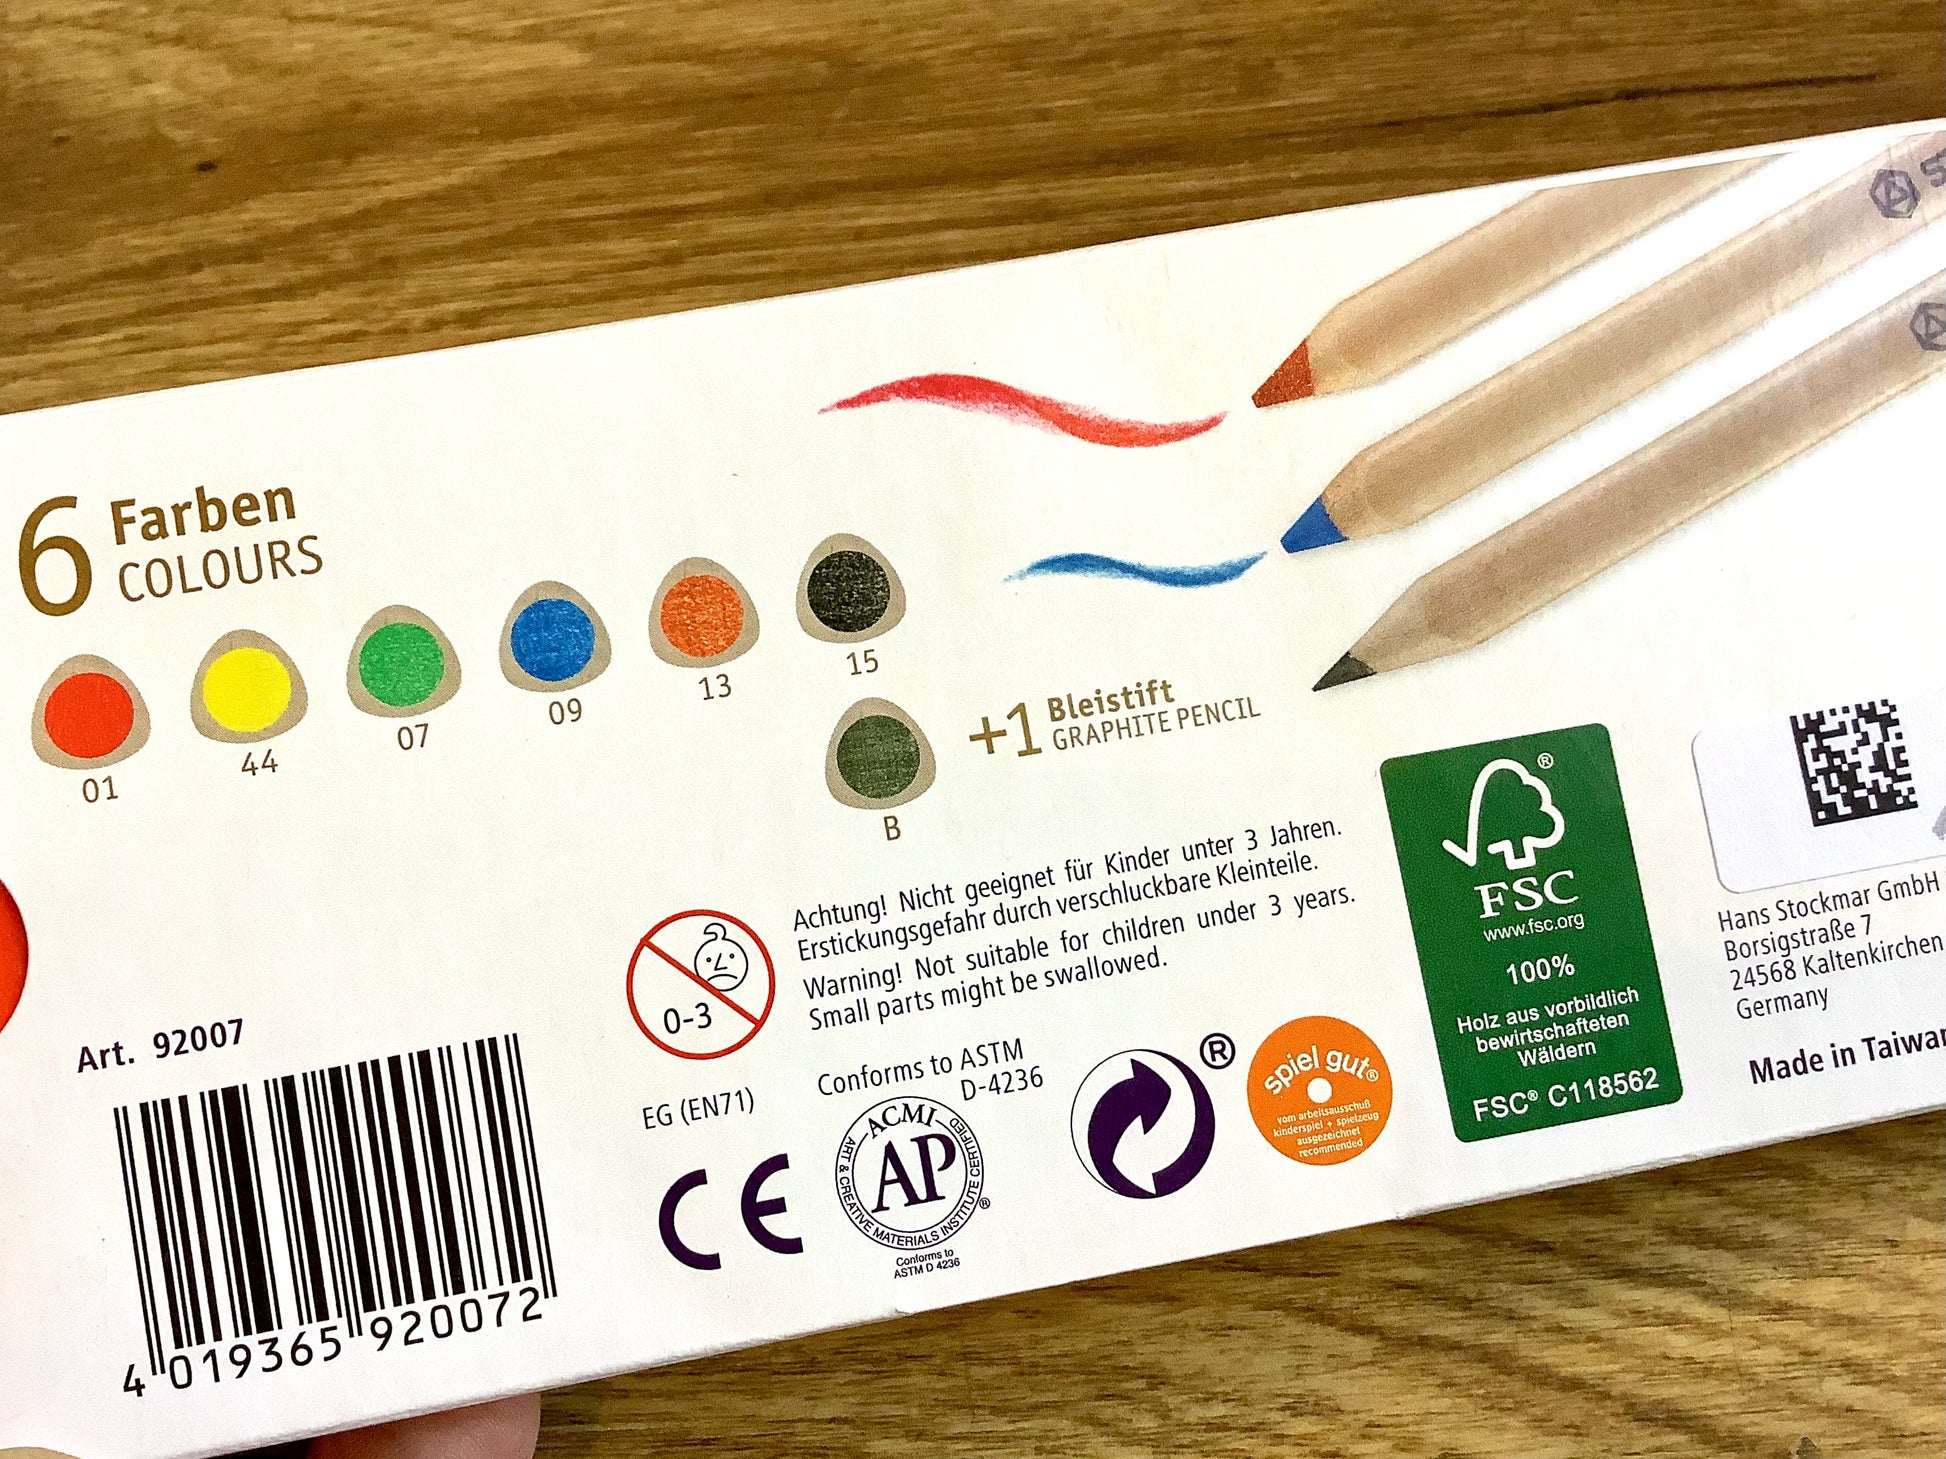 6 Farben
COLOURS
01
44
07
09
13
15
B
+1 Bleistift
GRAPHITE PENCIL
Achtung! Nicht geeignet für Kinder unter 3 Jahren.
Erstickungsgefahr durch verschluckbare Kleinteile.
Warning! Not suitable for children under 3 years.
Small parts might be swallowed.
0-3
Art. 92007
4 019365 920072
EG (EN71)
CE
Conforms to ASTM
D-4236
ACMI
AP
ART & CREATIVE MATERIALS INSTITUTE CERTIFIED
®
Conforms to
ASTM D 4236
®
spiel gut®
vom arbeitsausschuß
kinderspiel + spielzeug
ausgezeichnet
recommended
®
FSC
www.fsc.org
100%
Holz aus vorbildlich
bewirtschafteten
Wäldern
FSC® C118562
Hans Stockmar GmbH
Borsigstraße 7
24568 Kaltenkirchen
Germany
Made in Taiwan